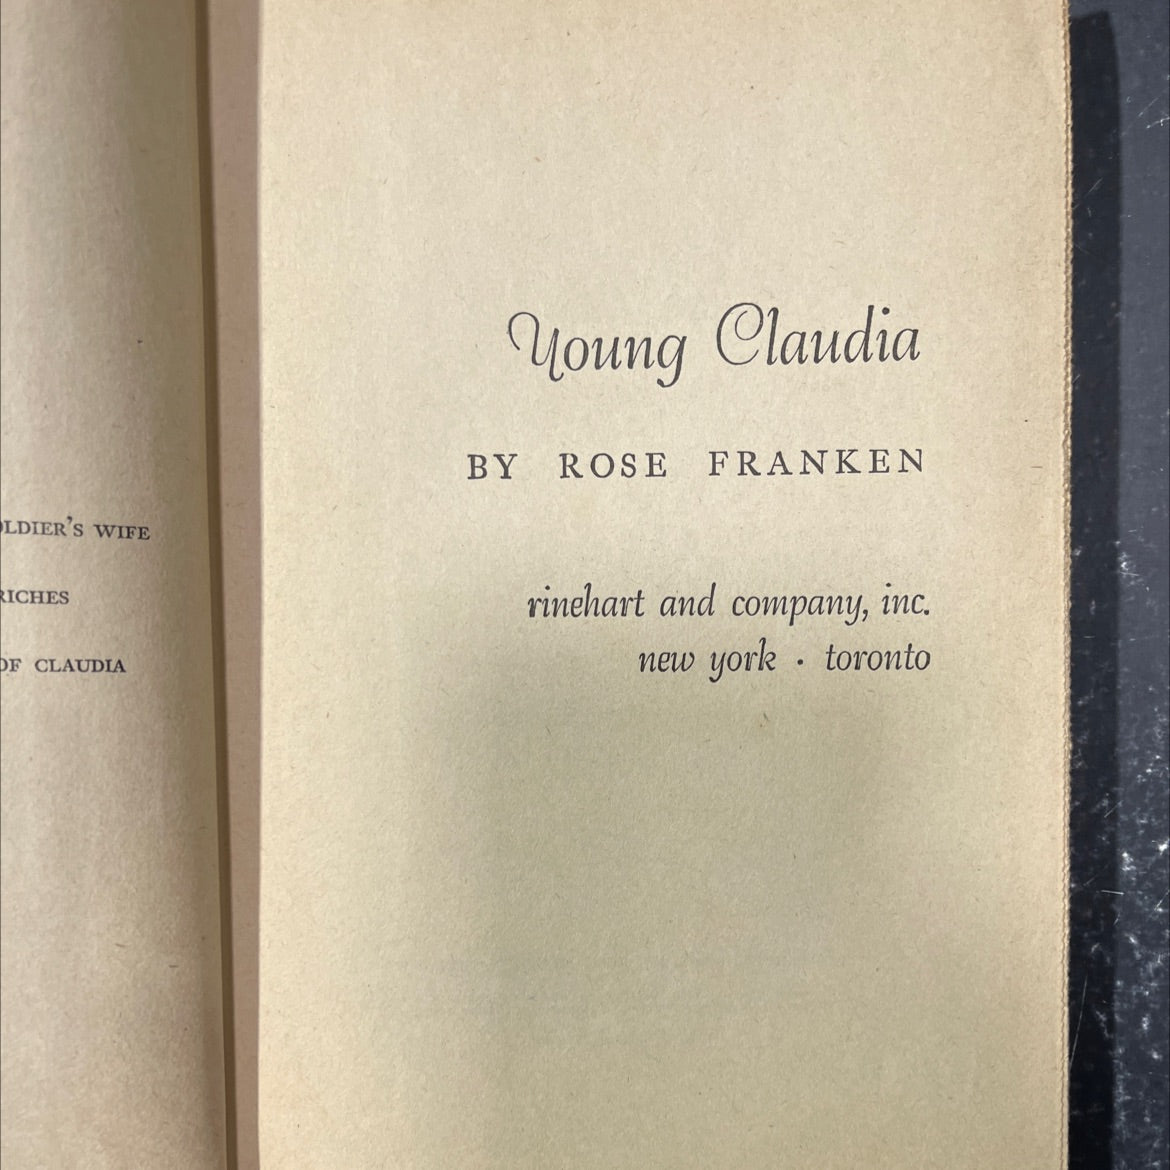 OLDIER'S WIFE
RICHES
OF CLAUDIA
Young Claudia
BY ROSE FRANKEN
rinehart and company, inc.
new york · toronto